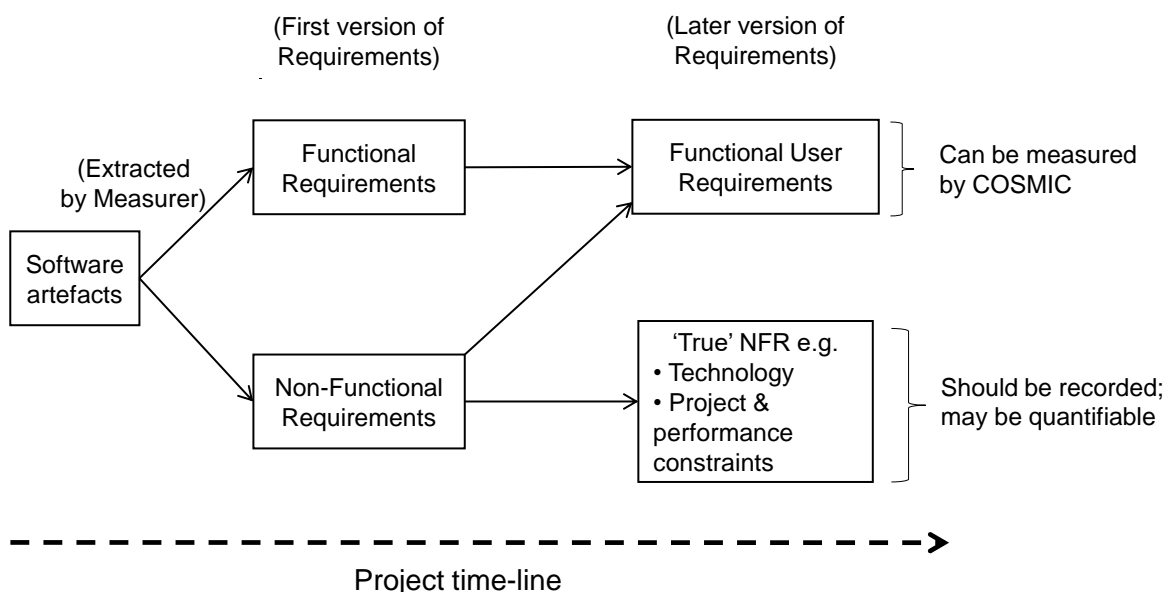 (First version of
Requirements)
(Later version of
Requirements)
(Extracted
by Measurer)
Functional
Requirements
Functional User
Requirements
Can be measured
by COSMIC
Software
artefacts
Non-Functional
Requirements
‘True’ NFR e.g.
• Technology
• Project &
performance
constraints
Should be recorded;
may be quantifiable
Project time-line